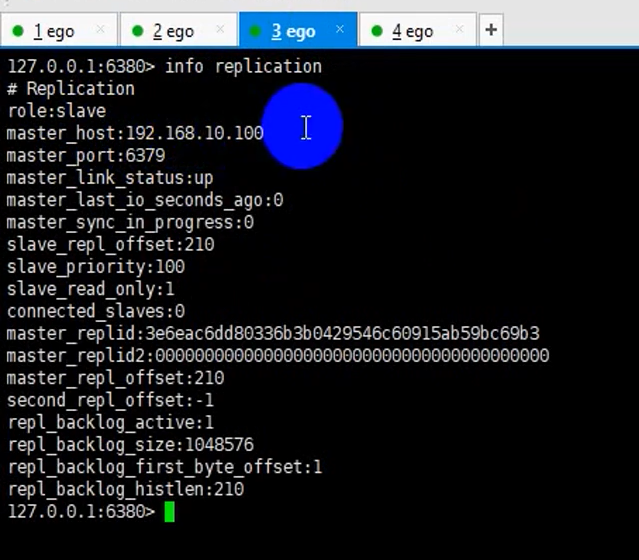 1 ego
2 ego
3 ego
4 ego
127.0.0.1:6380> info replication
# Replication
role:slave
master_host:192.168.10.100
master_port:6379
master_link_status:up
master_last_io_seconds_ago:0
master_sync_in_progress:0
slave_repl_offset:210
slave_priority:100
slave_read_only:1
connected_slaves:0
master_replid:3e6eac6dd80336b3b0429546c60915ab59bc69b3
master_replid2:0000000000000000000000000000000000000000
master_repl_offset:210
second_repl_offset:-1
repl_backlog_active:1
repl_backlog_size:1048576
repl_backlog_first_byte_offset:1
repl_backlog_histlen:210
127.0.0.1:6380>